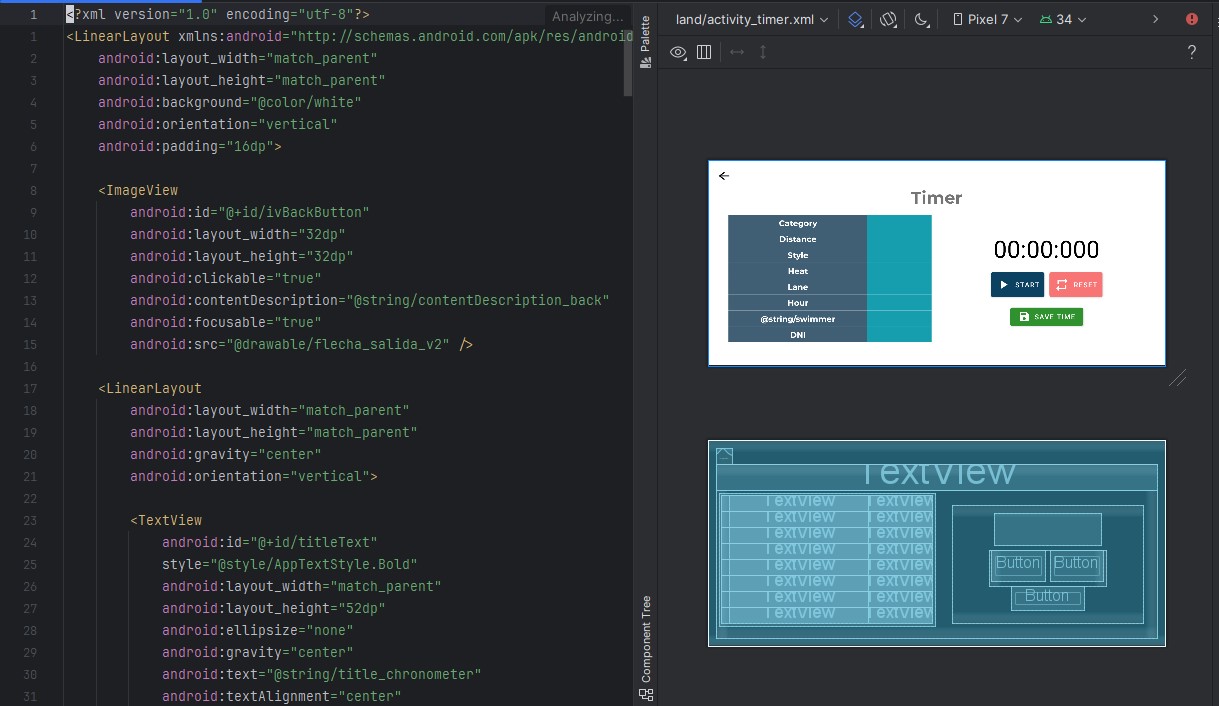 1 <?xml version="1.0" encoding="utf-8"?>
Analyzing...
1 <LinearLayout xmlns:android="http://schemas.android.com/apk/res/android
2 android:layout_width="match_parent"
3 android:layout_height="match_parent"
4 android:background="@color/white"
5 android:orientation="vertical"
6 android:padding="16dp">
7
8 <ImageView
9 android:id="@+id/ivBackButton"
10 android:layout_width="32dp"
11 android:layout_height="32dp"
12 android:clickable="true"
13 android:contentDescription="@string/contentDescription_back"
14 android:focusable="true"
15 android:src="@drawable/flecha_salida_v2" />
16
17 <LinearLayout
18 android:layout_width="match_parent"
19 android:layout_height="match_parent"
20 android:gravity="center"
21 android:orientation="vertical">
22
23 <TextView
24 android:id="@+id/titleText"
25 style="@style/AppTextStyle.Bold"
26 android:layout_width="match_parent"
27 android:layout_height="52dp"
28 android:ellipsize="none"
29 android:gravity="center"
30 android:text="@string/title_chronometer"
31 android:textAlignment="center"
Palette
Component Tree
land/activity_timer.xml
Pixel 7
34
?
Timer
Category
Distance
Style
Heat
Lane
Hour
@string/swimmer
DNI
00:00:000
START
RESET
SAVE TIME
TextView
TextView TextView
TextView TextView
TextView TextView
TextView TextView
TextView TextView
TextView TextView
TextView TextView
TextView TextView
Button Button
Button